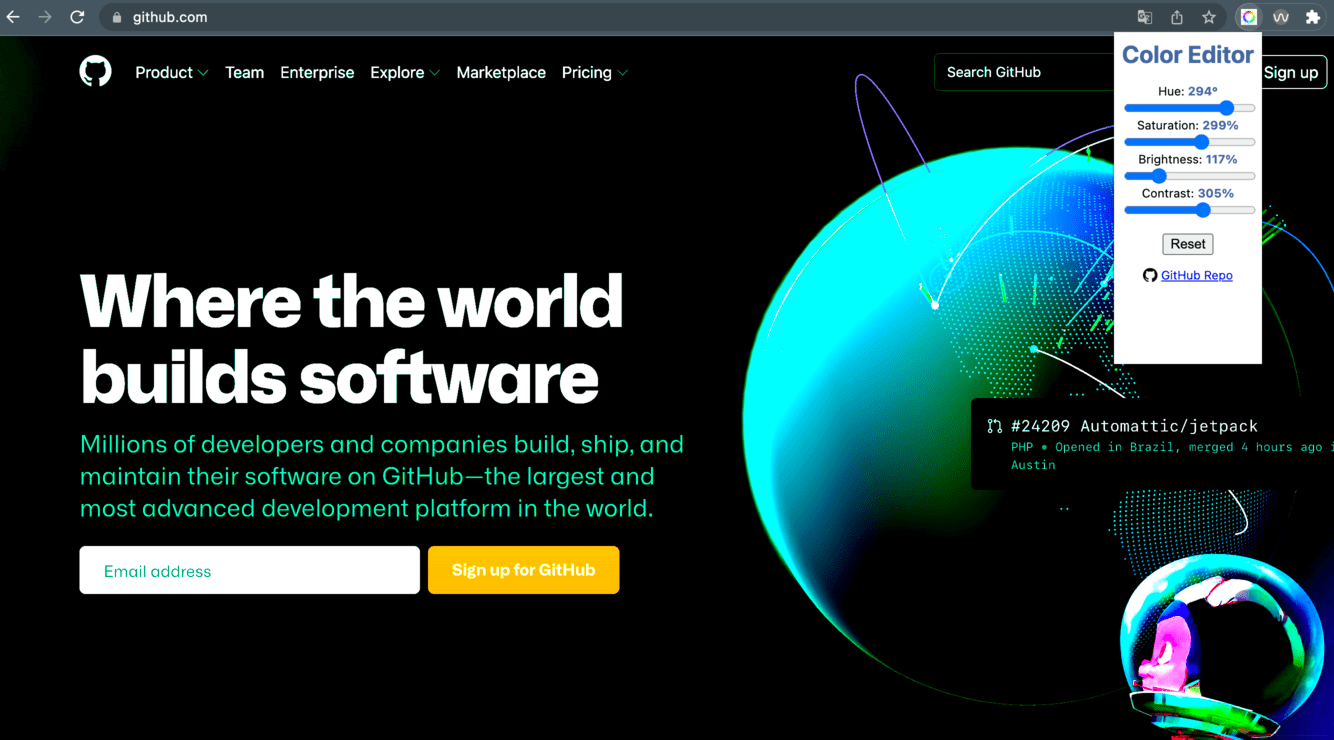 github.com
Product Team Enterprise Explore Marketplace Pricing
Search GitHub
Sign up
Color Editor
Hue: 294°
Saturation: 299%
Brightness: 117%
Contrast: 305%
Reset
GitHub Repo
Where the world
builds software
Millions of developers and companies build, ship, and
maintain their software on GitHub—the largest and
most advanced development platform in the world.
Email address
Sign up for GitHub
#24209 Automattic/jetpack
PHP • Opened in Brazil, merged 4 hours ago
Austin